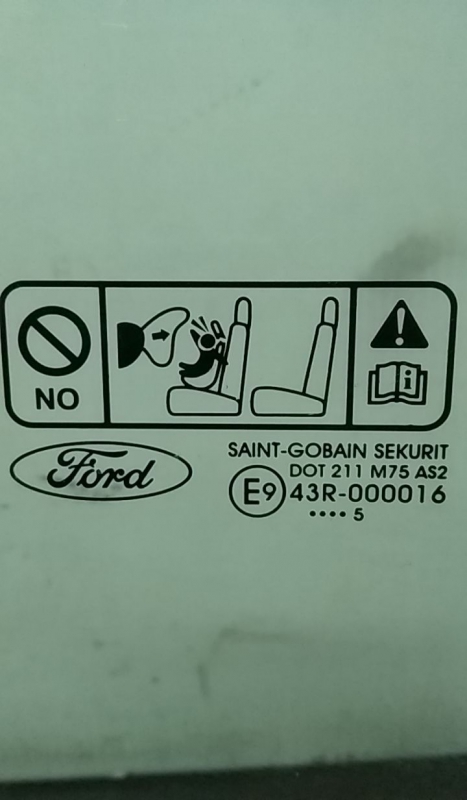 NO
Ford
SAINT-GOBAIN SEKURIT
DOT 211 M75 AS2
E9 43R-000016
•••• 5